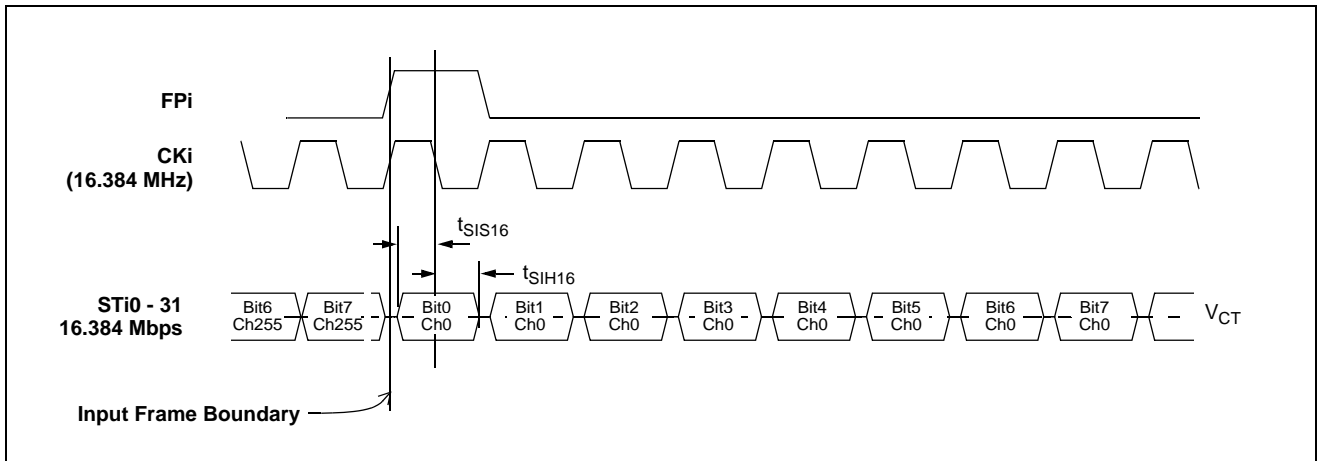 FPi
CKi
(16.384 MHz)
tSIS16
tSIH16
STi0 - 31
16.384 Mbps
Bit6
Ch255
Bit7
Ch255
Bit0
Ch0
Bit1
Ch0
Bit2
Ch0
Bit3
Ch0
Bit4
Ch0
Bit5
Ch0
Bit6
Ch0
Bit7
Ch0
VCT
Input Frame Boundary